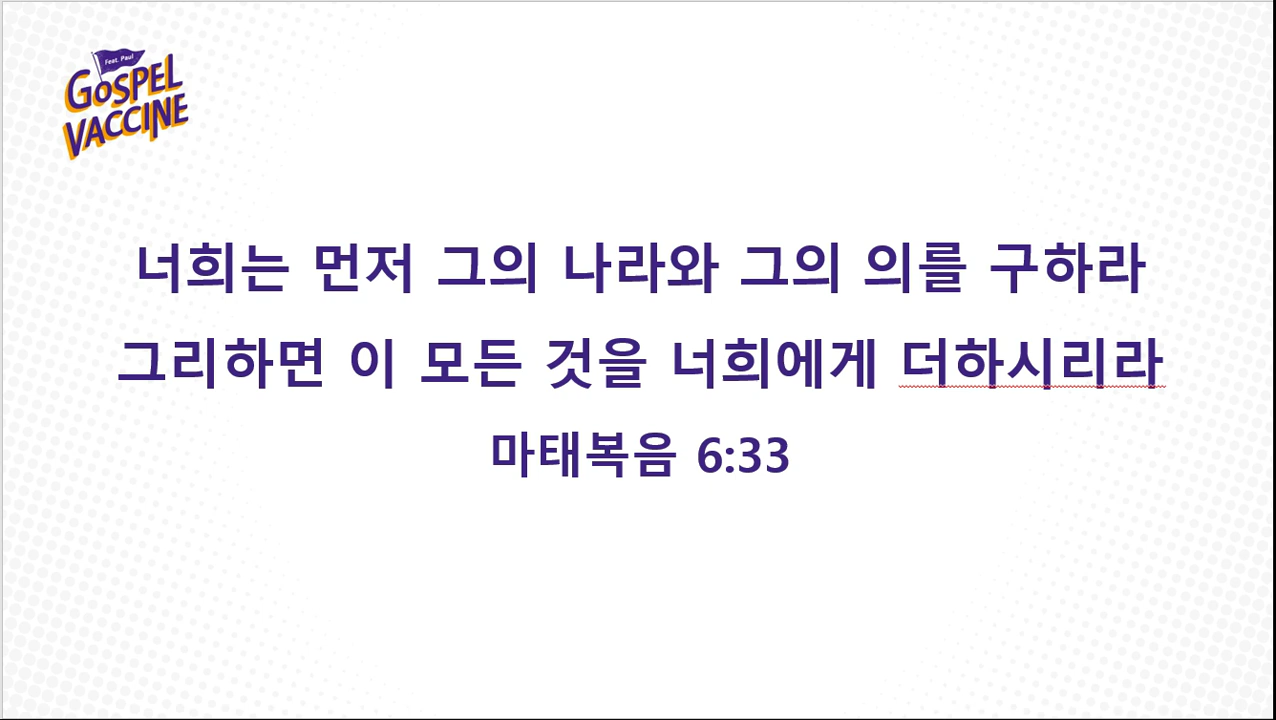 Feat. Paul
GOSPEL
VACCINE
너희는 먼저 그의 나라와 그의 의를 구하라
그리하면 이 모든 것을 너희에게 더하시리라
마태복음 6:33